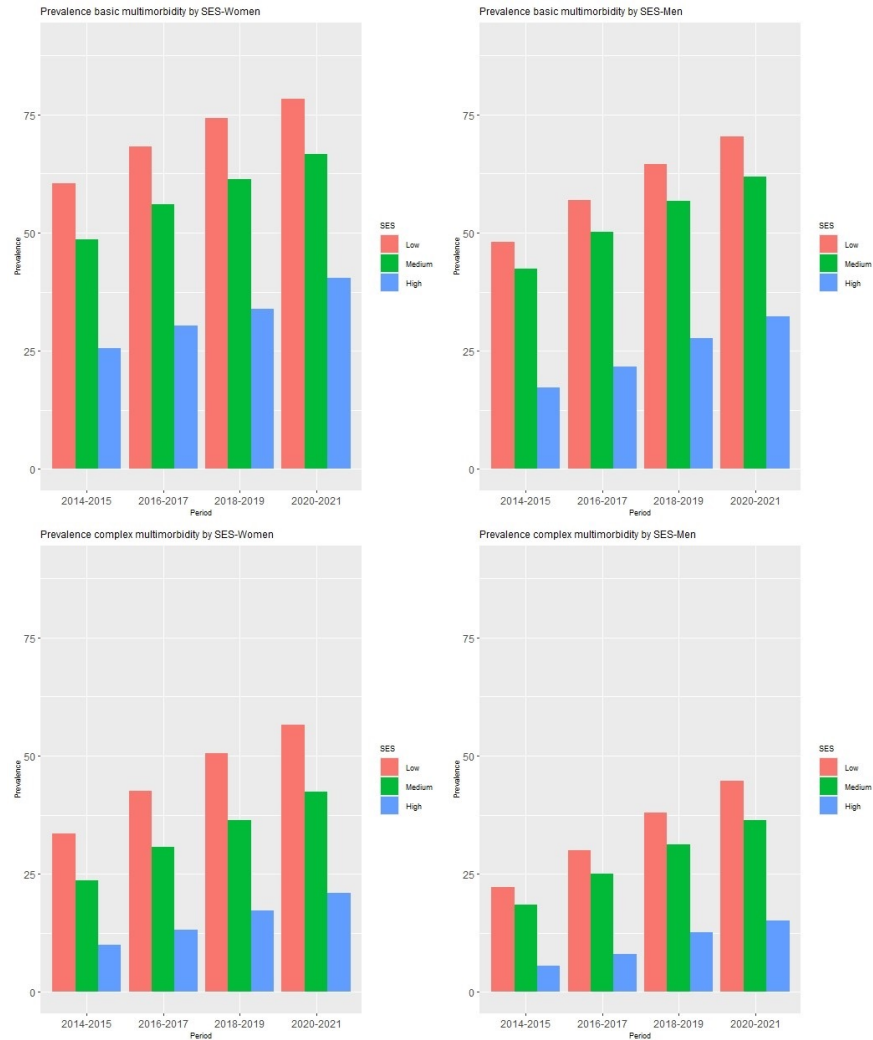 Prevalence basic multimorbidity by SES-Women
75
50
25
0
Prevalence
2014-2015 2016-2017 2018-2019 2020-2021
Period
SES
Low
Medium
High
Prevalence basic multimorbidity by SES-Men
75
50
25
0
Prevalence
2014-2015 2016-2017 2018-2019 2020-2021
Period
SES
Low
Medium
High
Prevalence complex multimorbidity by SES-Women
75
50
25
0
Prevalence
2014-2015 2016-2017 2018-2019 2020-2021
Period
SES
Low
Medium
High
Prevalence complex multimorbidity by SES-Men
75
50
25
0
Prevalence
2014-2015 2016-2017 2018-2019 2020-2021
Period
SES
Low
Medium
High